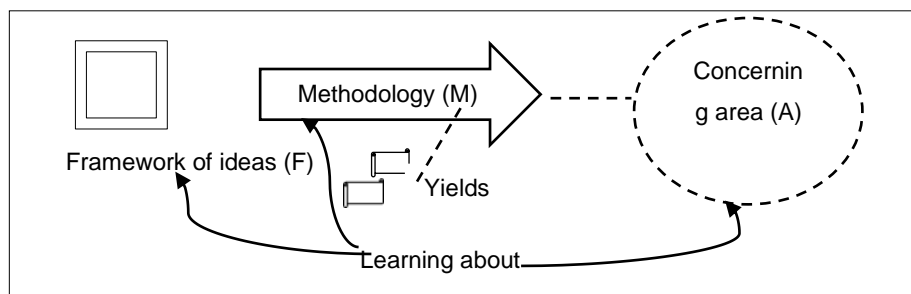 Methodology (M)
Concernin
g area (A)
Framework of ideas (F)
Yields
Learning about